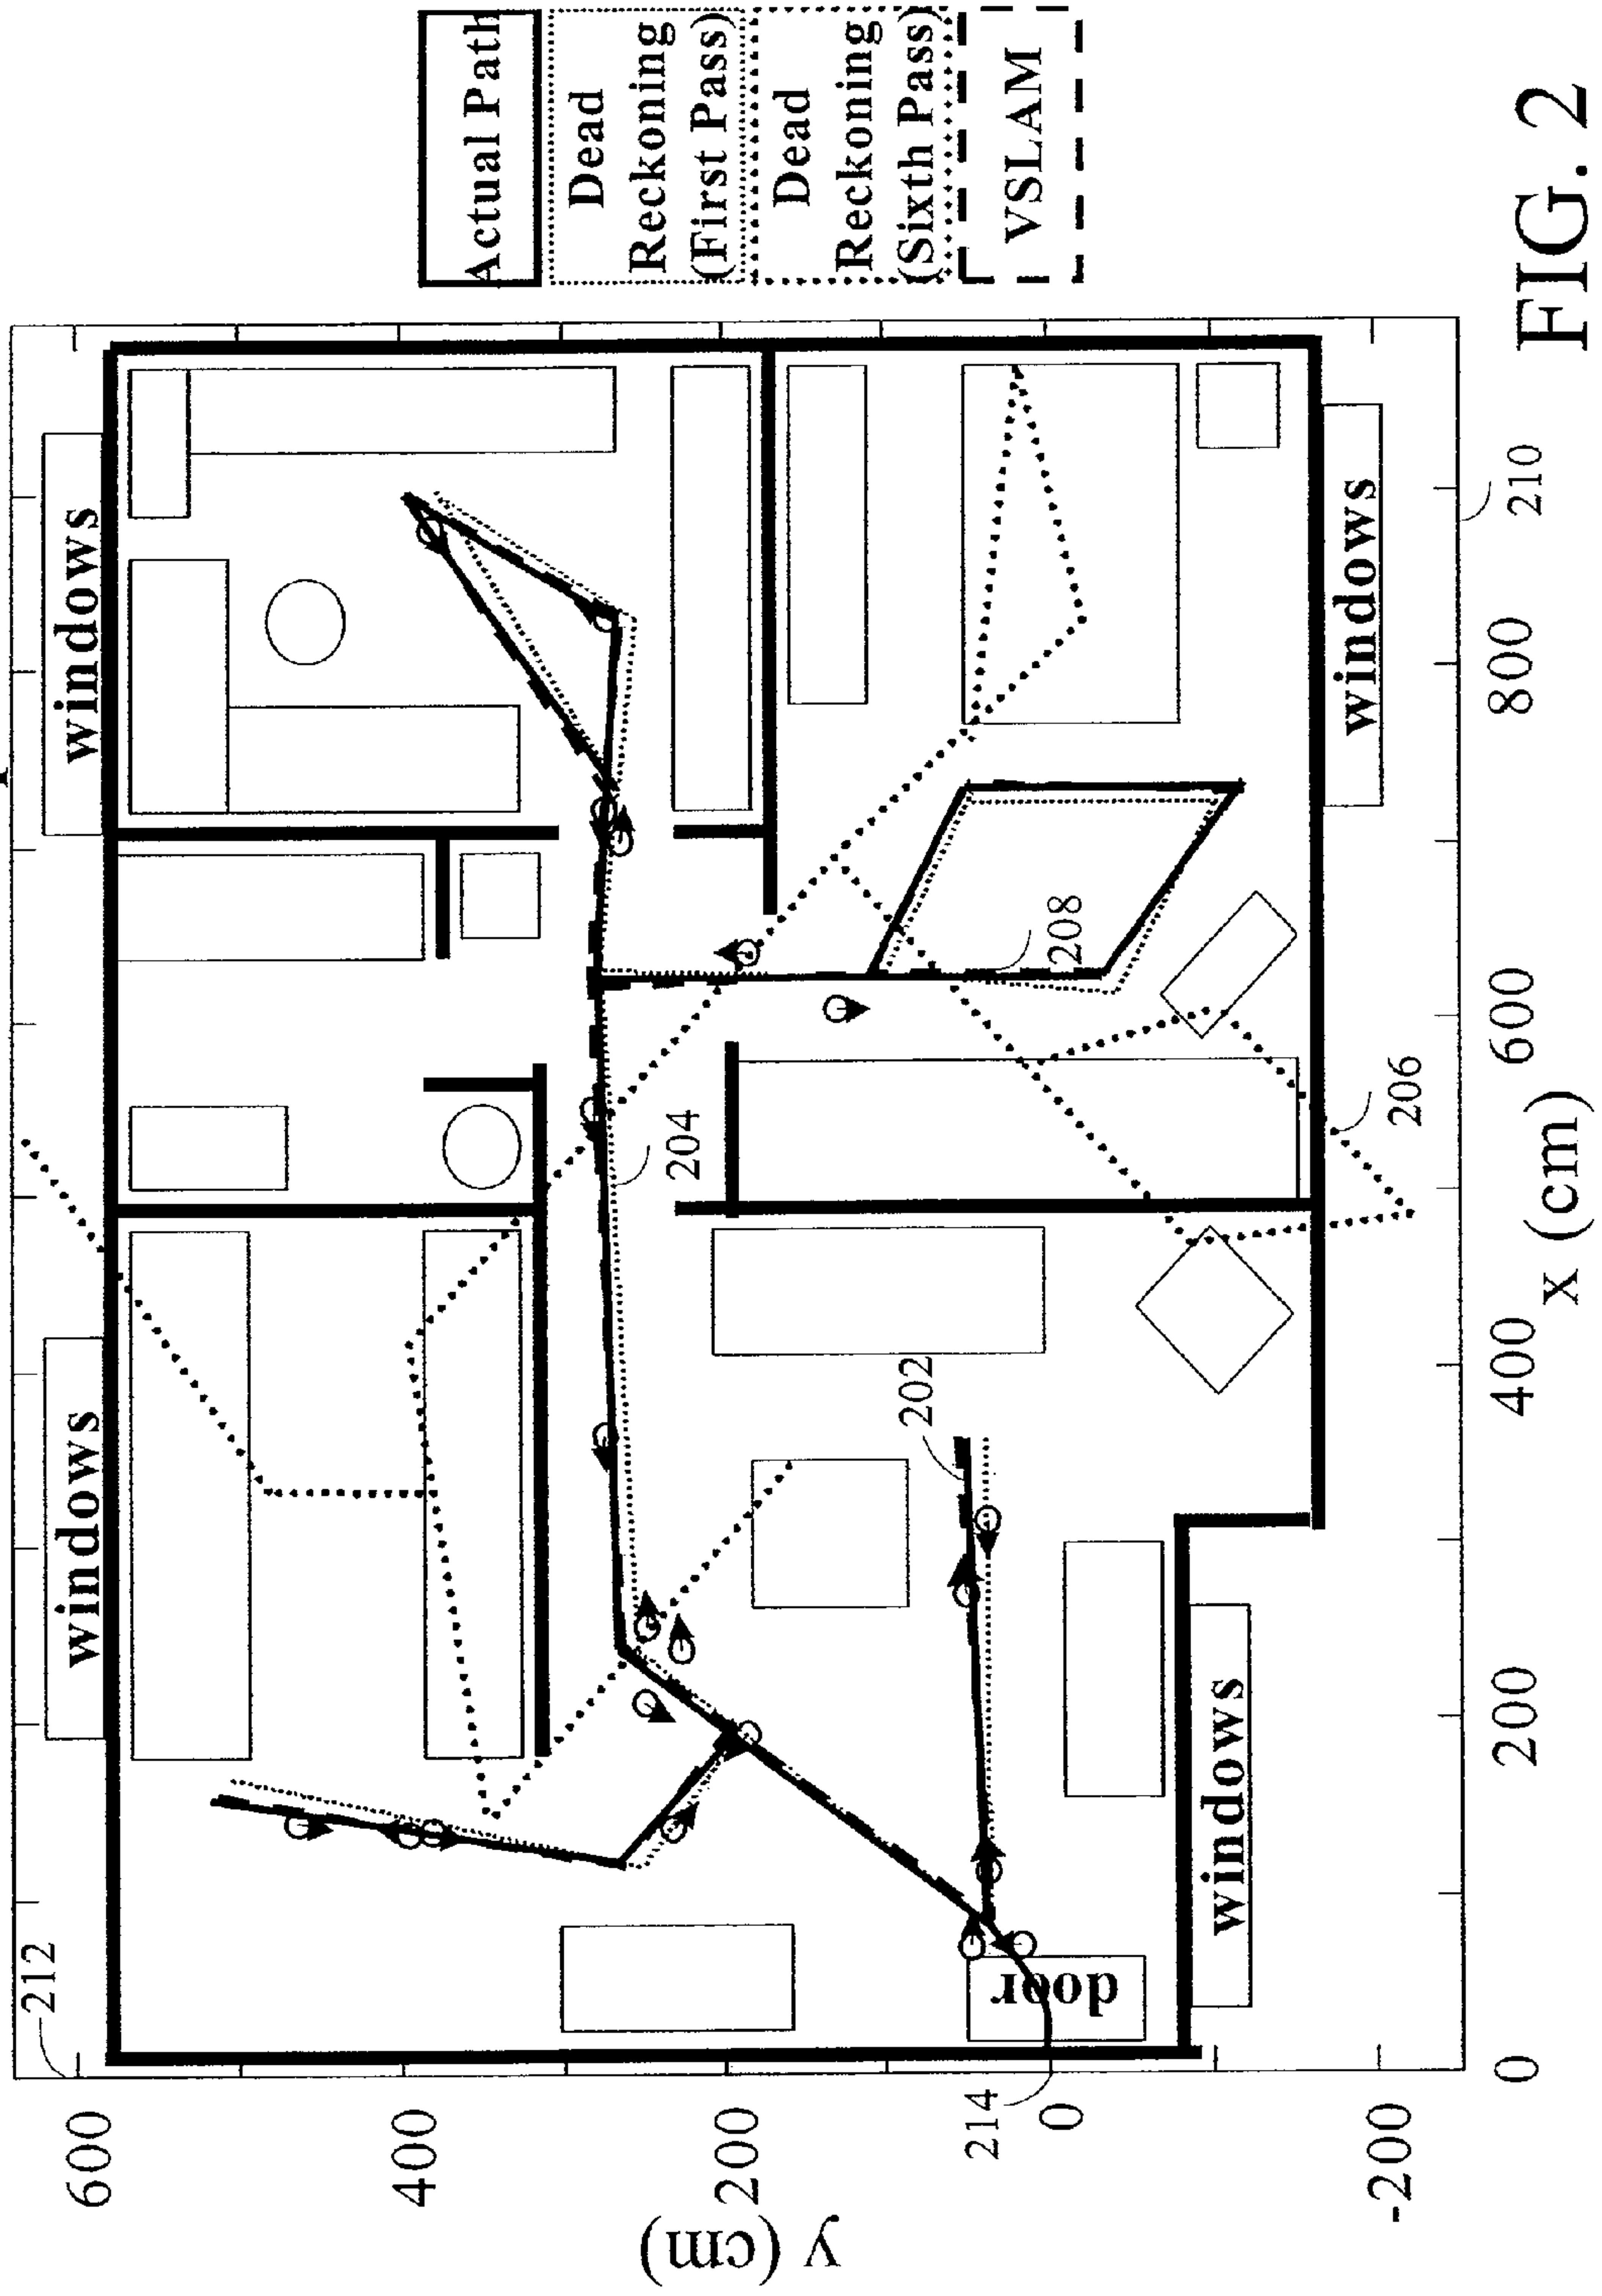 windows
windows
212
600
400
200
0
-200
y (cm)
204
202
208
206
210
214
door
windows
windows
0
200
400
600
800
x (cm)
Actual Path
Dead
Reckoning
(First Pass)
Dead
Reckoning
(Sixth Pass)
VSLAM
FIG. 2